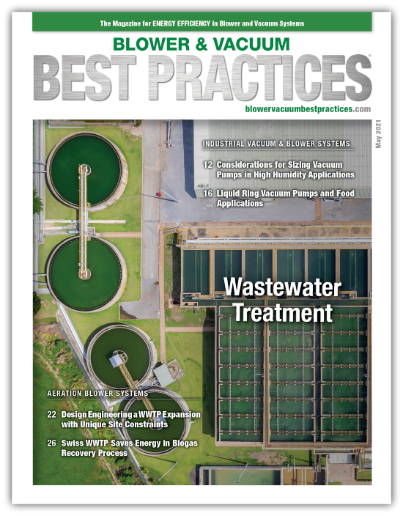 The Magazine for ENERGY EFFICIENCY in Blower and Vacuum Systems
BLOWER & VACUUM
BEST PRACTICES
blowervacuumbestpractices.com
May 2021
INDUSTRIAL VACUUM & BLOWER SYSTEMS
12 Considerations for Sizing Vacuum
Pumps in High Humidity Applications
16 Liquid Ring Vacuum Pumps and Food
Applications
Wastewater
Treatment
AERATION BLOWER SYSTEMS
22 Design Engineering a WWTP Expansion
with Unique Site Constraints
26 Swiss WWTP Saves Energy in Biogas
Recovery Process